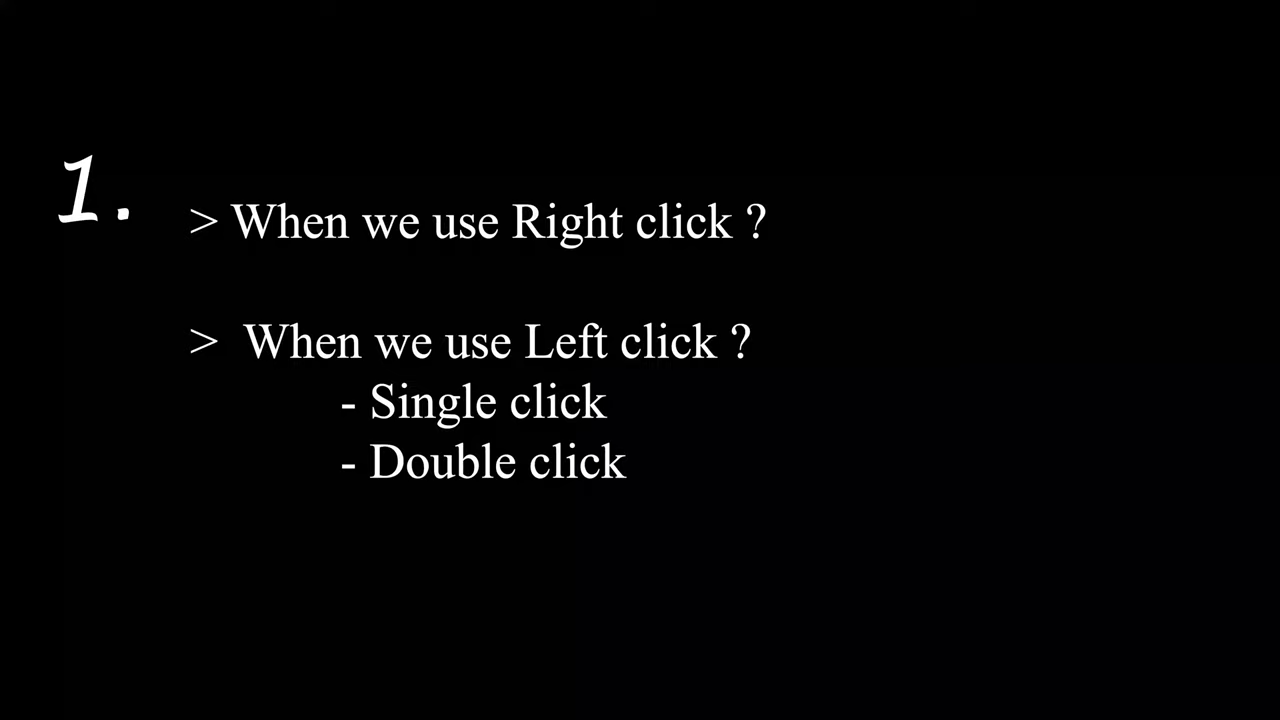 1.
> When we use Right click ?
> When we use Left click ?
- Single click
- Double click